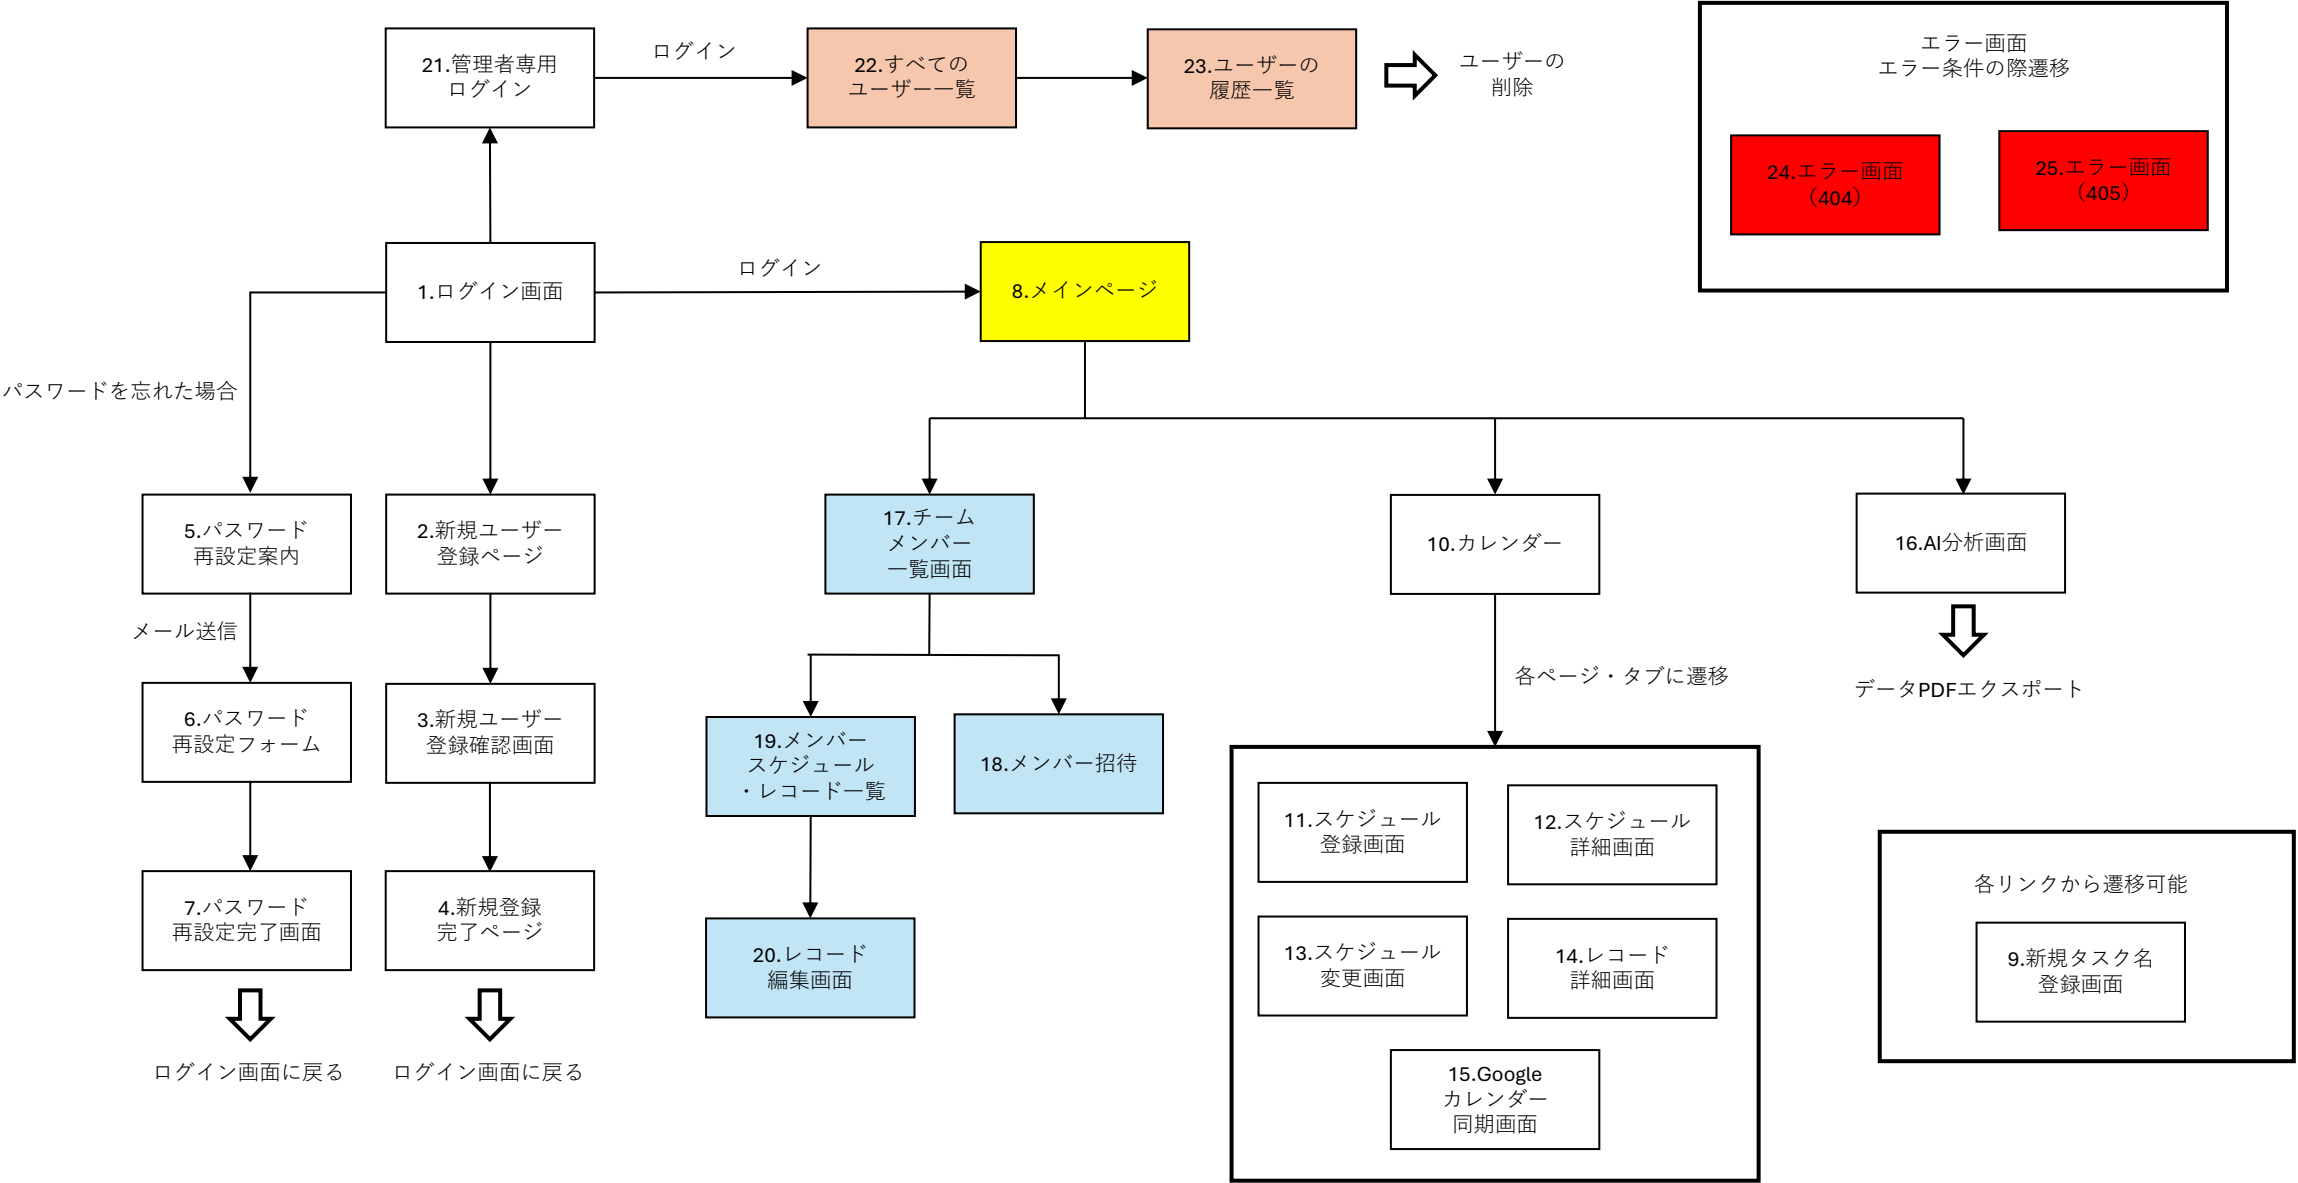 21.管理者専用
ログイン
ログイン
22.すべての
ユーザー一覧
23.ユーザーの
履歴一覧
ユーザーの
削除
エラー画面
エラー条件の際遷移
24.エラー画面
（404）
25.エラー画面
（405）
1.ログイン画面
ログイン
8.メインページ
パスワードを忘れた場合
5.パスワード
再設定案内
2.新規ユーザー
登録ページ
17.チーム
メンバー
一覧画面
10.カレンダー
16.AI分析画面
メール送信
各ページ・タブに遷移
データPDFエクスポート
6.パスワード
再設定フォーム
3.新規ユーザー
登録確認画面
19.メンバー
スケジュール
・レコード一覧
18.メンバー招待
11.スケジュール
登録画面
12.スケジュール
詳細画面
各リンクから遷移可能
7.パスワード
再設定完了画面
4.新規登録
完了ページ
20.レコード
編集画面
13.スケジュール
変更画面
14.レコード
詳細画面
9.新規タスク名
登録画面
ログイン画面に戻る
ログイン画面に戻る
15.Google
カレンダー
同期画面